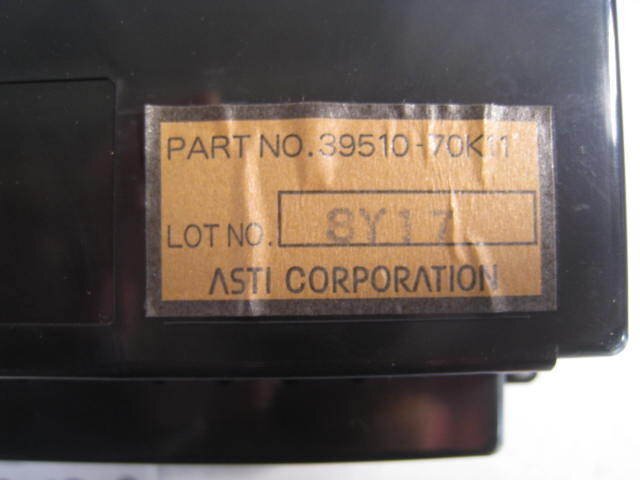 PART NO.39510-70K11
LOT NO. 8Y17
ASTI CORPORATION